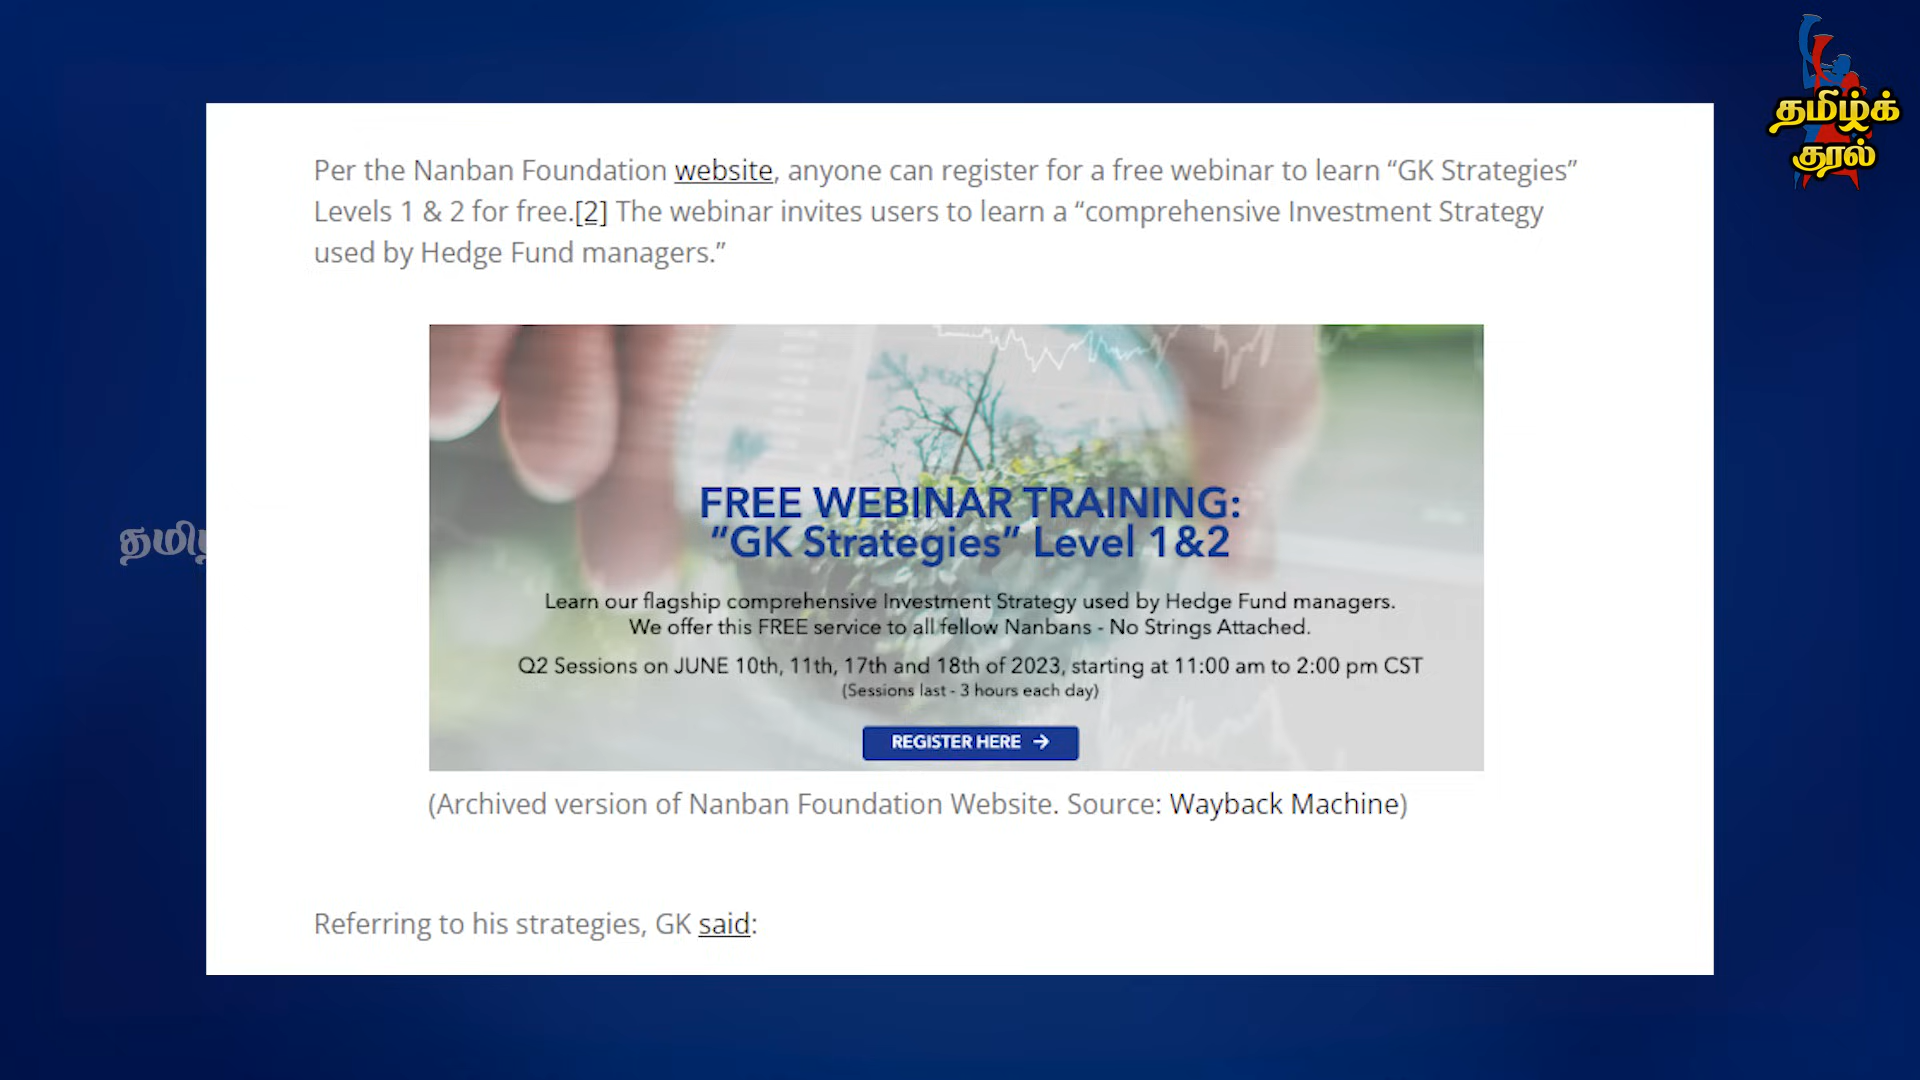 தமிழ்க்
குரல்
Per the Nanban Foundation website, anyone can register for a free webinar to learn “GK Strategies”
Levels 1 & 2 for free.[2] The webinar invites users to learn a “comprehensive Investment Strategy
used by Hedge Fund managers.”
FREE WEBINAR TRAINING:
“GK Strategies” Level 1&2
Learn our flagship comprehensive Investment Strategy used by Hedge Fund managers.
We offer this FREE service to all fellow Nanbans - No Strings Attached.
Q2 Sessions on JUNE 10th, 11th, 17th and 18th of 2023, starting at 11:00 am to 2:00 pm CST
(Sessions last - 3 hours each day)
REGISTER HERE →
(Archived version of Nanban Foundation Website. Source: Wayback Machine)
Referring to his strategies, GK said: